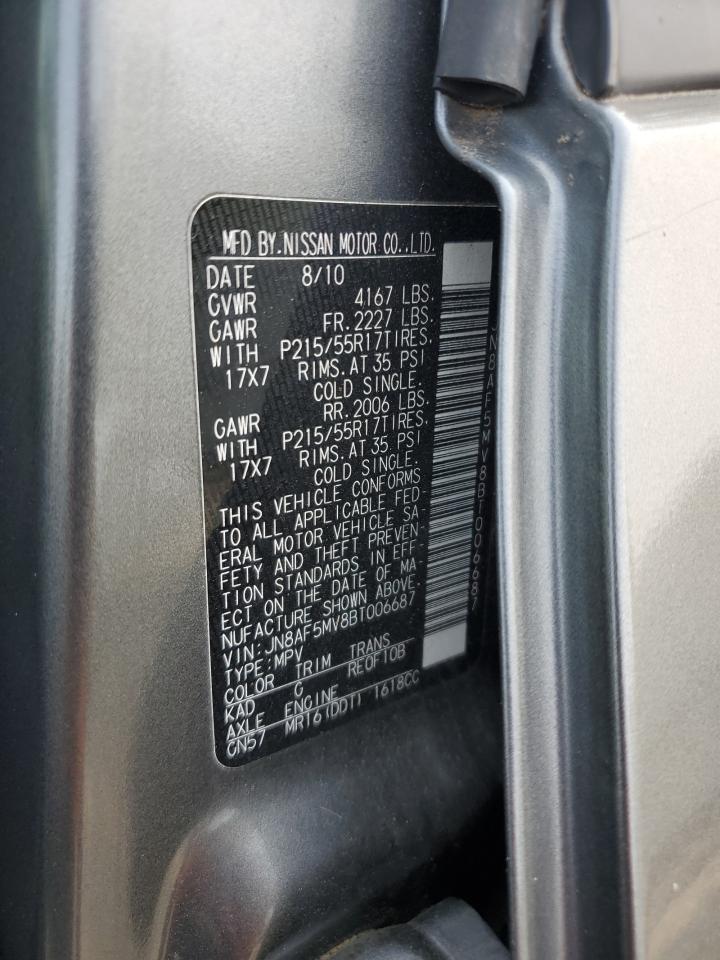 MFD BY.NISSAN MOTOR CO.,LTD.
DATE 8/10
GVWR 4167 LBS.
GAWR FR.2227 LBS.
WITH P215/55R17TIRES.
17X7 RIMS.AT 35 PSI
COLD SINGLE.
GAWR RR.2006 LBS.
WITH P215/55R17TIRES.
17X7 RIMS.AT 35 PSI
COLD SINGLE.
THIS VEHICLE CONFORMS
TO ALL APPLICABLE FED-
ERAL MOTOR VEHICLE SA-
FETY AND THEFT PREVEN-
TION STANDARDS IN EFF-
ECT ON THE DATE OF MA-
NUFACTURE SHOWN ABOVE.
VIN:JN8AF5MV8BT006687
TYPE:MPV
COLOR TRIM TRANS
KAD C RE0F10B
AXLE ENGINE
GN57 MR16(DDT) 1618CC
JN8AF5MV8BT006687